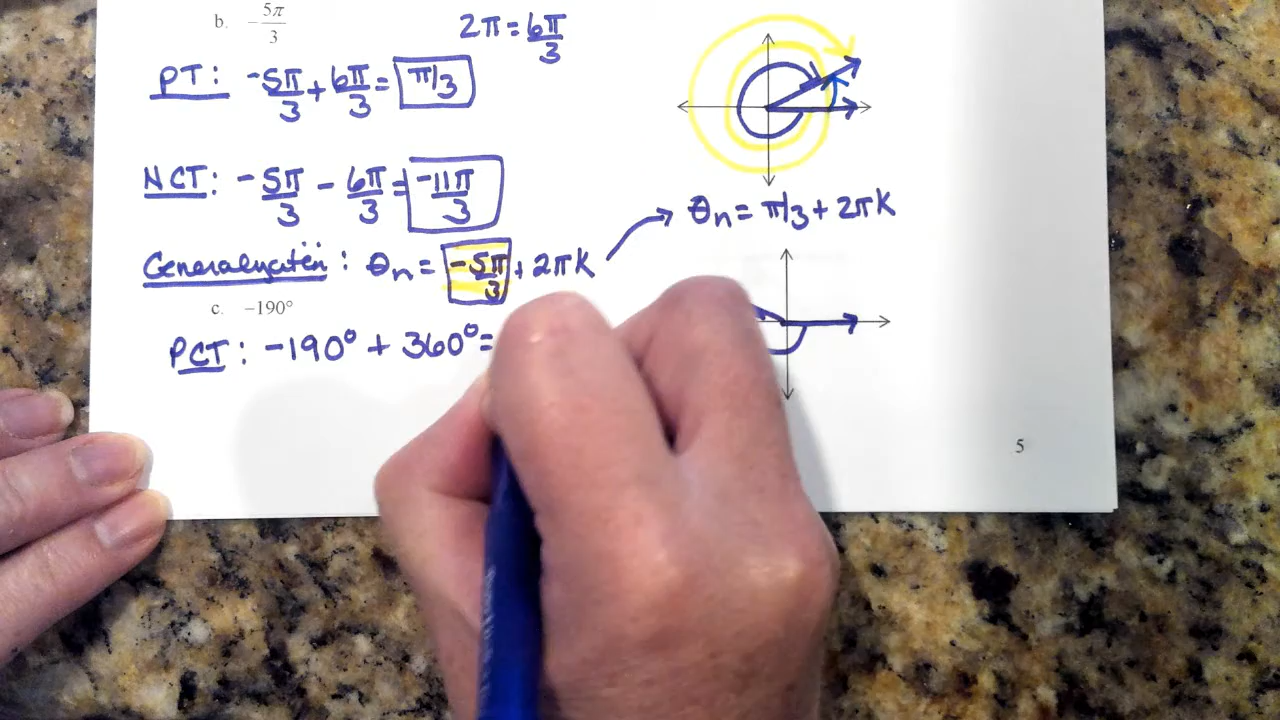 b. -5π/3
2π = 6π/3
PT: -5π/3 + 6π/3 = π/3
NCT: -5π/3 - 6π/3 = -11π/3
θn = π/3 + 2πK
: θn = -5π/3 + 2πK
c. −190°
PCT: -190° + 360° =
5